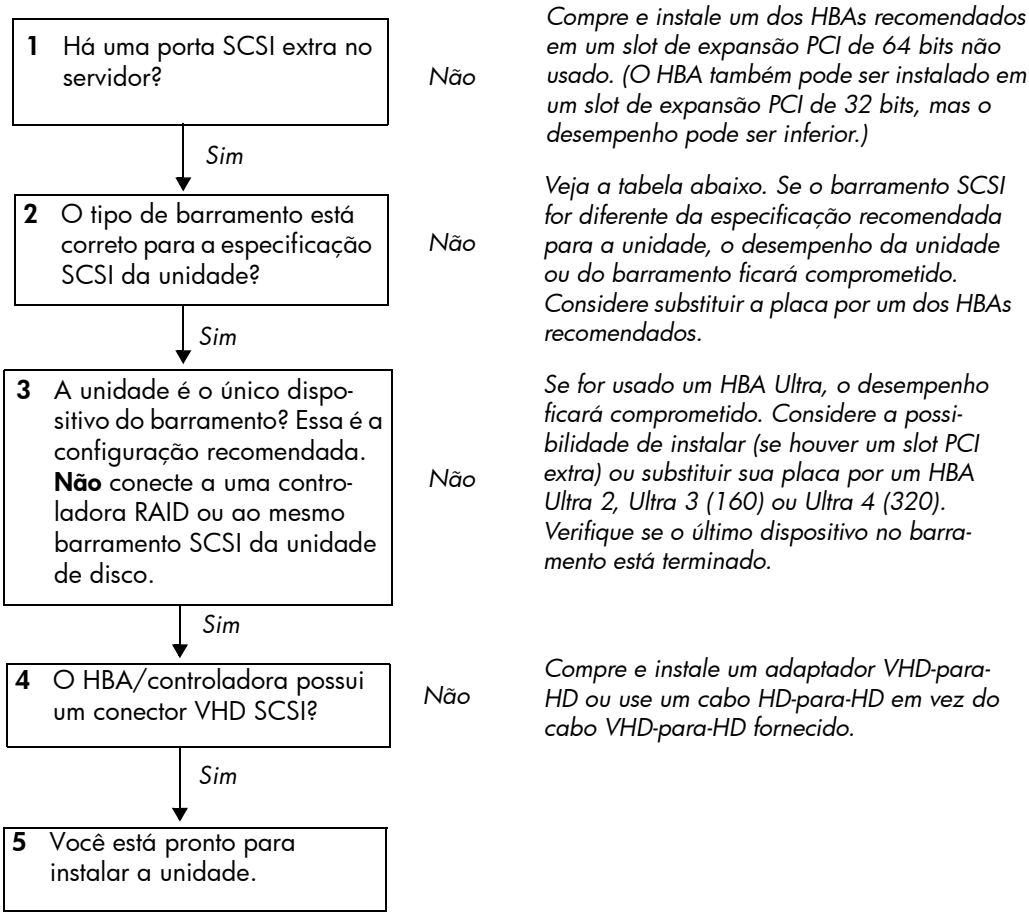 1 Há uma porta SCSI extra no
servidor?
Não
Compre e instale um dos HBAs recomendados
em um slot de expansão PCI de 64 bits não
usado. (O HBA também pode ser instalado em
um slot de expansão PCI de 32 bits, mas o
desempenho pode ser inferior.)
Sim
2 O tipo de barramento está
correto para a especificação
SCSI da unidade?
Não
Veja a tabela abaixo. Se o barramento SCSI
for diferente da especificação recomendada
para a unidade, o desempenho da unidade
ou do barramento ficará comprometido.
Considere substituir a placa por um dos HBAs
recomendados.
Sim
3 A unidade é o único dispo-
sitivo do barramento? Essa é a
configuração recomendada.
Não conecte a uma contro-
ladora RAID ou ao mesmo
barramento SCSI da unidade
de disco.
Não
Se for usado um HBA Ultra, o desempenho
ficará comprometido. Considere a possi-
bilidade de instalar (se houver um slot PCI
extra) ou substituir sua placa por um HBA
Ultra 2, Ultra 3 (160) ou Ultra 4 (320).
Verifique se o último dispositivo no barra-
mento está terminado.
Sim
4 O HBA/controladora possui
um conector VHD SCSI?
Não
Compre e instale um adaptador VHD-para-
HD ou use um cabo HD-para-HD em vez do
cabo VHD-para-HD fornecido.
Sim
5 Você está pronto para
instalar a unidade.